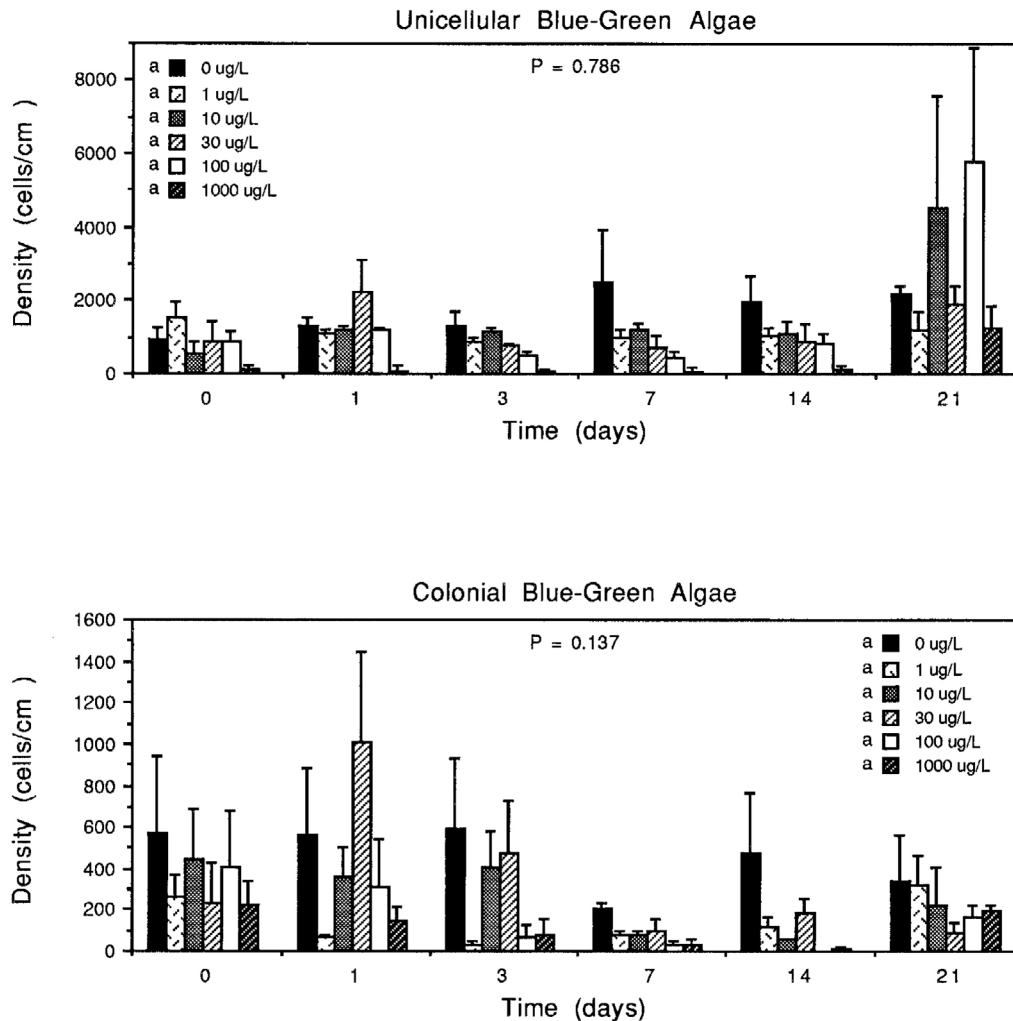 Unicellular Blue-Green Algae
P = 0.786
a 0 ug/L
a 1 ug/L
a 10 ug/L
a 30 ug/L
a 100 ug/L
a 1000 ug/L
Density (cells/cm )
8000
6000
4000
2000
0
0 1 3 7 14 21
Time (days)
Colonial Blue-Green Algae
P = 0.137
a 0 ug/L
a 1 ug/L
a 10 ug/L
a 30 ug/L
a 100 ug/L
a 1000 ug/L
Density (cells/cm)
1600
1400
1200
1000
800
600
400
200
0
0 1 3 7 14 21
Time (days)